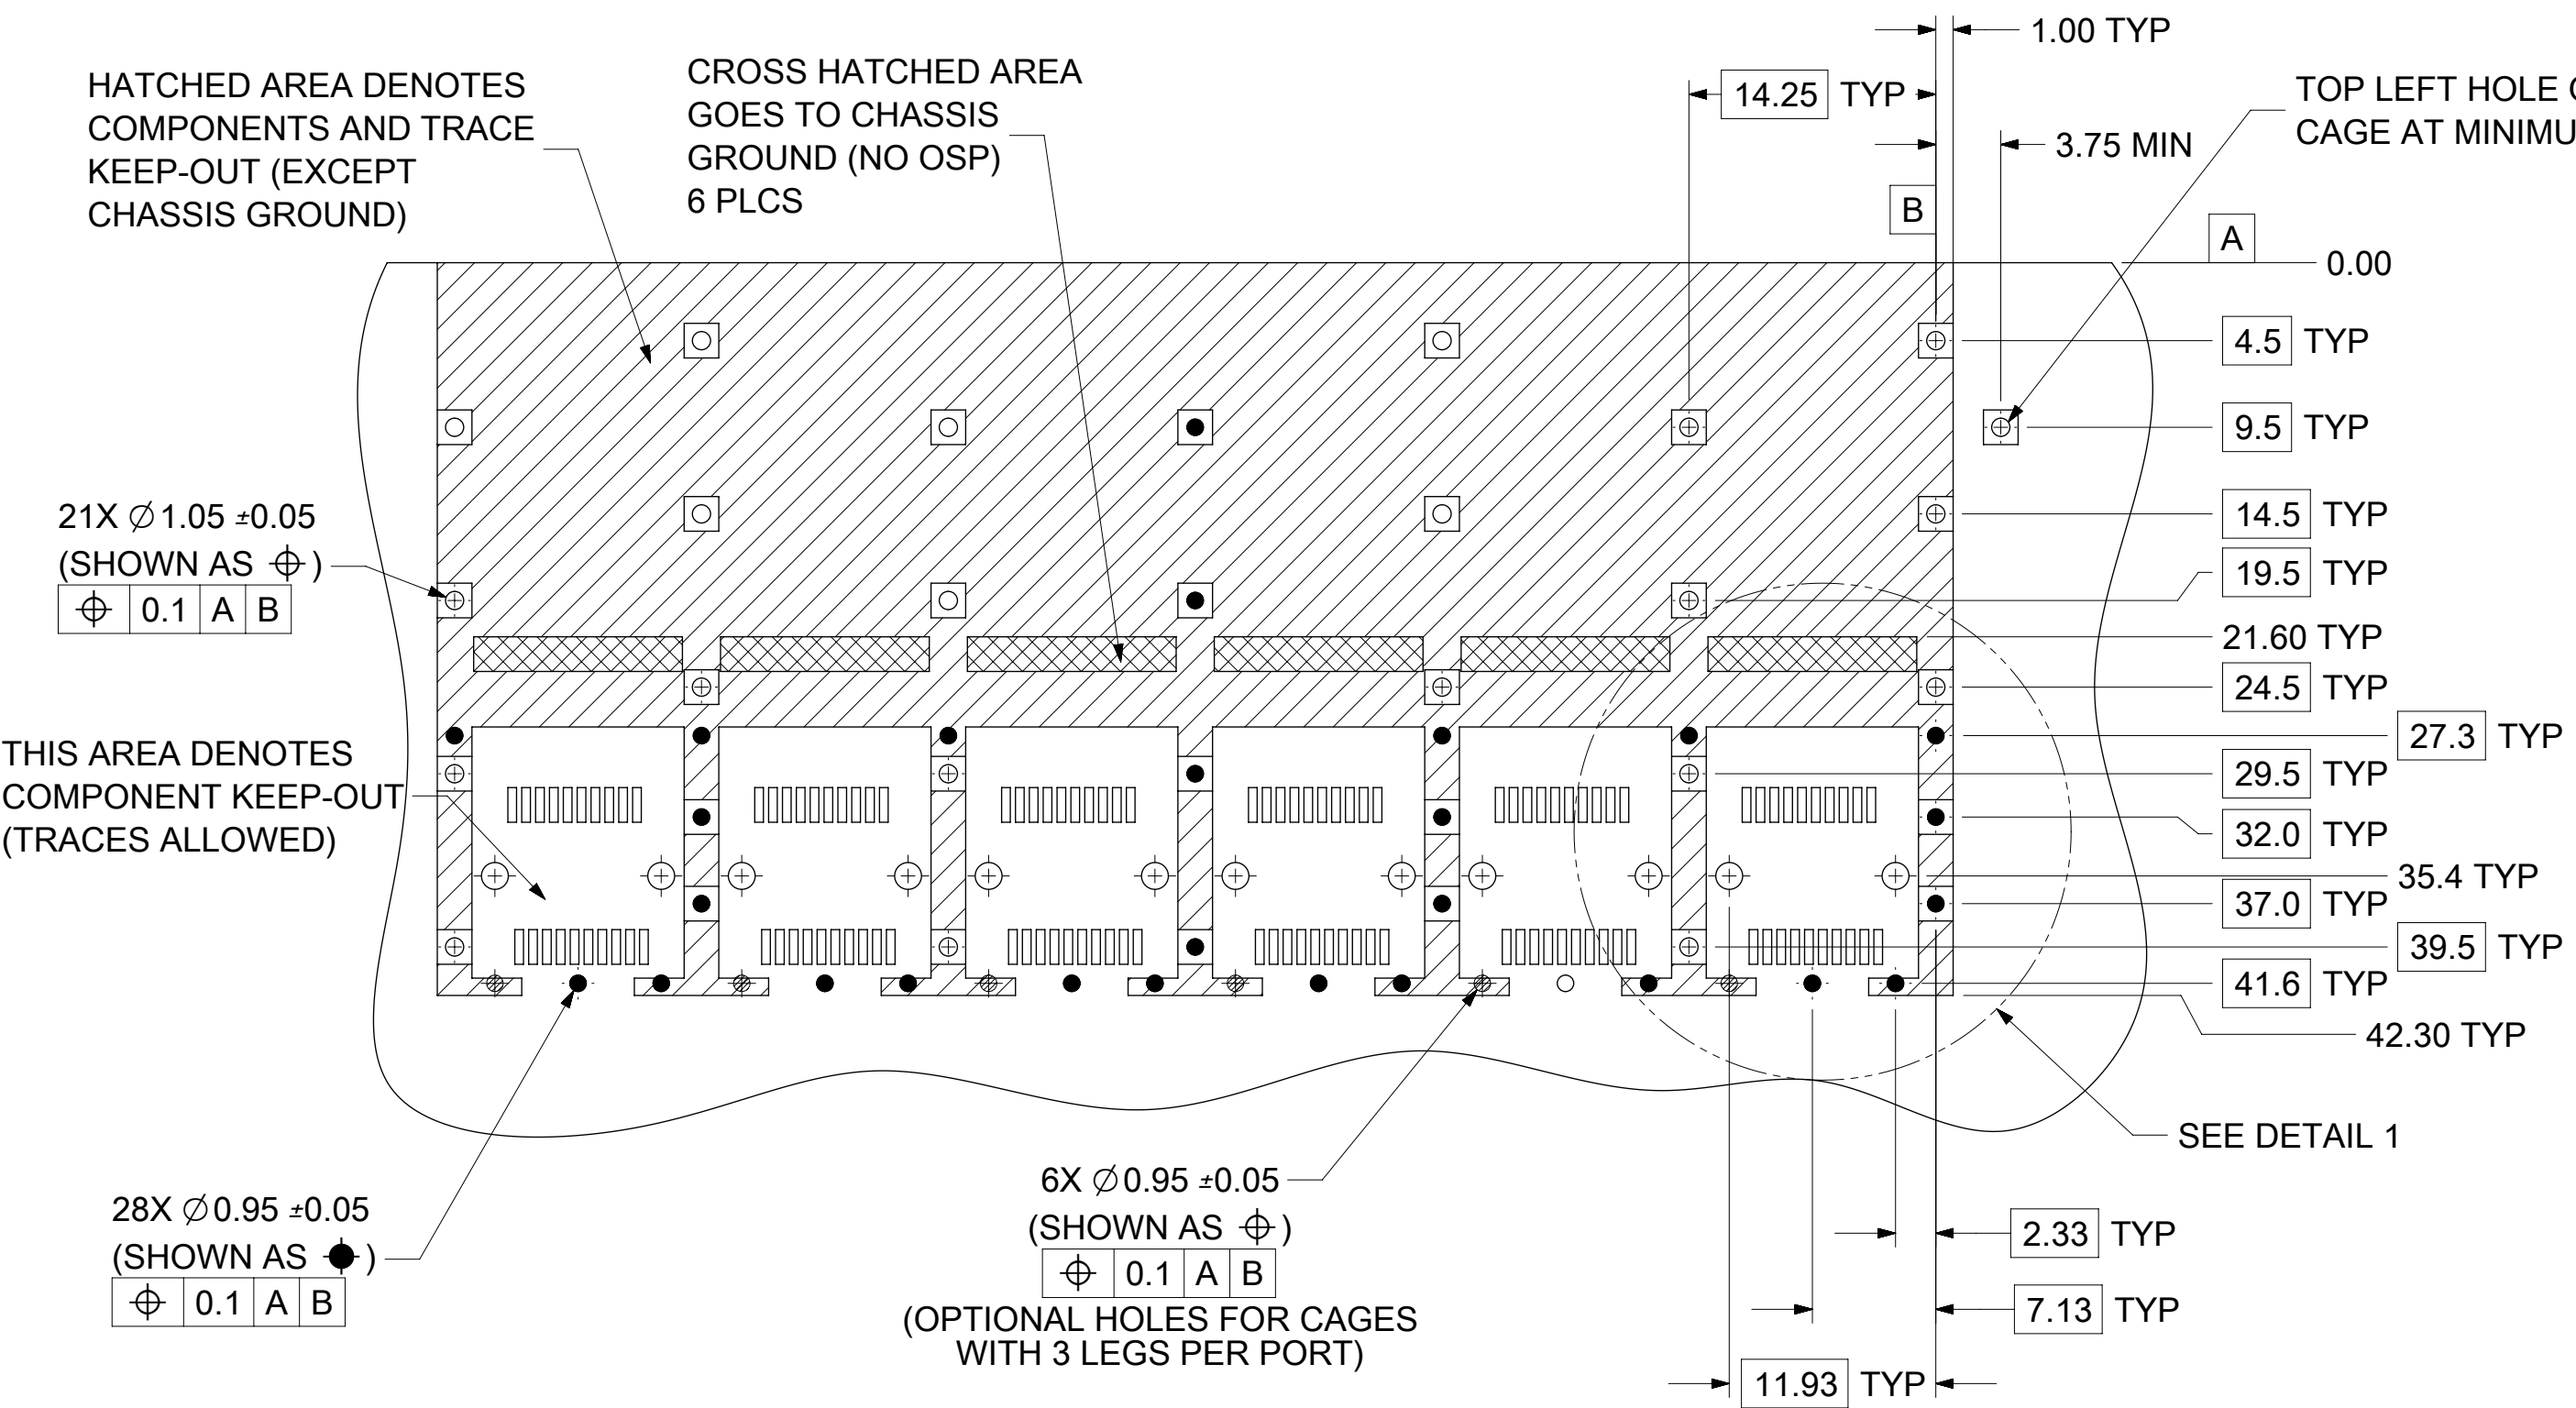 1.00 TYP
HATCHED AREA DENOTES
COMPONENTS AND TRACE
KEEP-OUT (EXCEPT
CHASSIS GROUND)
CROSS HATCHED AREA
GOES TO CHASSIS
GROUND (NO OSP)
6 PLCS
14.25 TYP
TOP LEFT HOLE
CAGE AT
3.75 MIN
B
A
0.00
4.5 TYP
9.5 TYP
14.5 TYP
19.5 TYP
21.60 TYP
24.5 TYP
27.3 TYP
29.5 TYP
32.0 TYP
35.4 TYP
37.0 TYP
39.5 TYP
41.6 TYP
42.30 TYP
21X ∅1.05 ±0.05
(SHOWN AS ⌖)
⌖ 0.1 A B
THIS AREA DENOTES
COMPONENT KEEP-OUT
(TRACES ALLOWED)
SEE DETAIL 1
28X ∅0.95 ±0.05
(SHOWN AS )
⌖ 0.1 A B
6X ∅0.95 ±0.05
(SHOWN AS ⌖)
⌖ 0.1 A B
(OPTIONAL HOLES FOR CAGES
WITH 3 LEGS PER PORT)
2.33 TYP
7.13 TYP
11.93 TYP